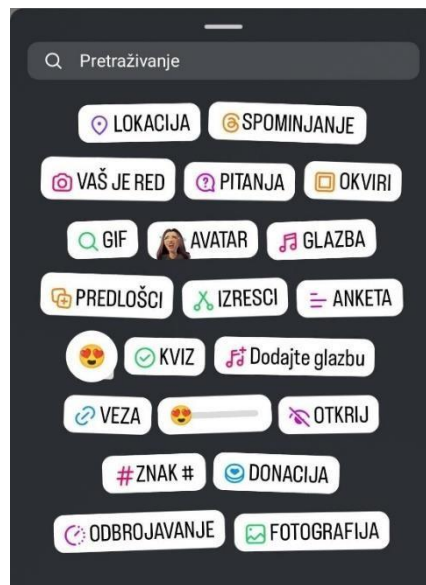 Pretraživanje
LOKACIJA SPOMINJANJE
VAŠ JE RED PITANJA OKVIRI
GIF AVATAR GLAZBA
PREDLOŠCI IZRESCI ANKETA
KVIZ Dodajte glazbu
VEZA OTKRIJ
#ZNAK # DONACIJA
ODBROJAVANJE FOTOGRAFIJA